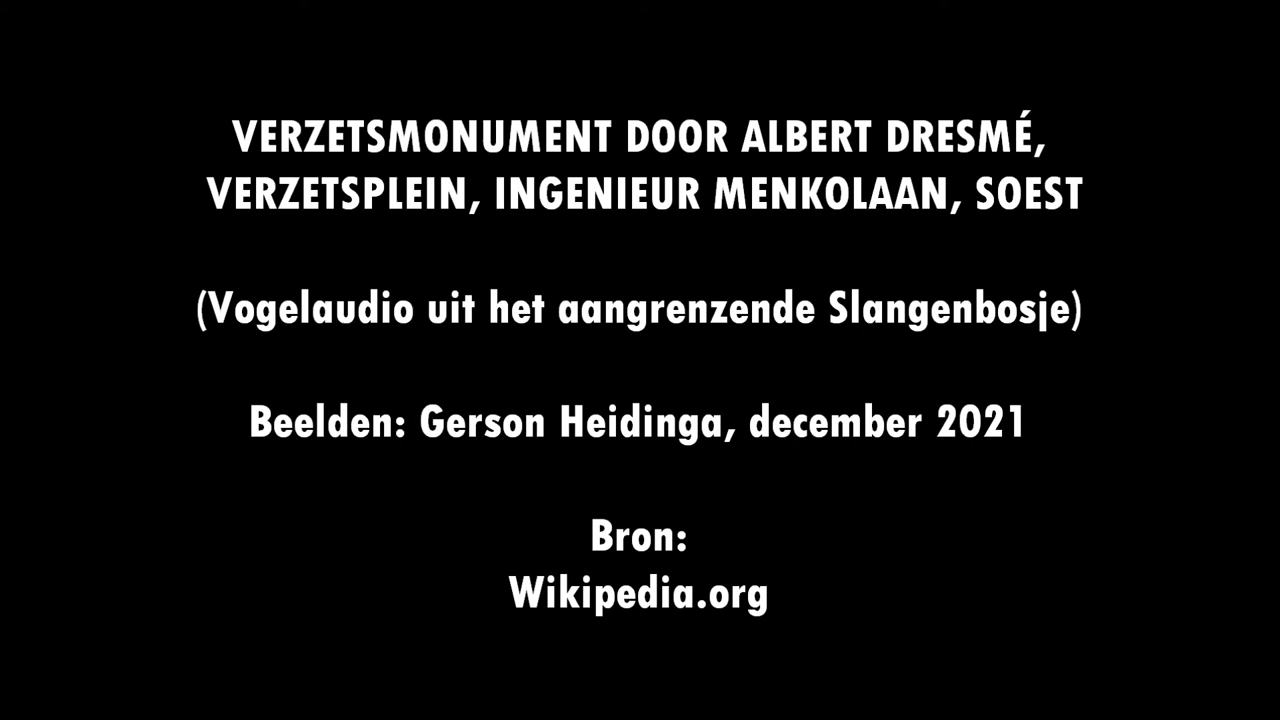 VERZETSMONUMENT DOOR ALBERT DRESMÉ,
VERZETSPLEIN, INGENIEUR MENKOLAAN, SOEST
(Vogelaudio uit het aangrenzende Slangenbosje)
Beelden: Gerson Heidinga, december 2021
Bron:
Wikipedia.org